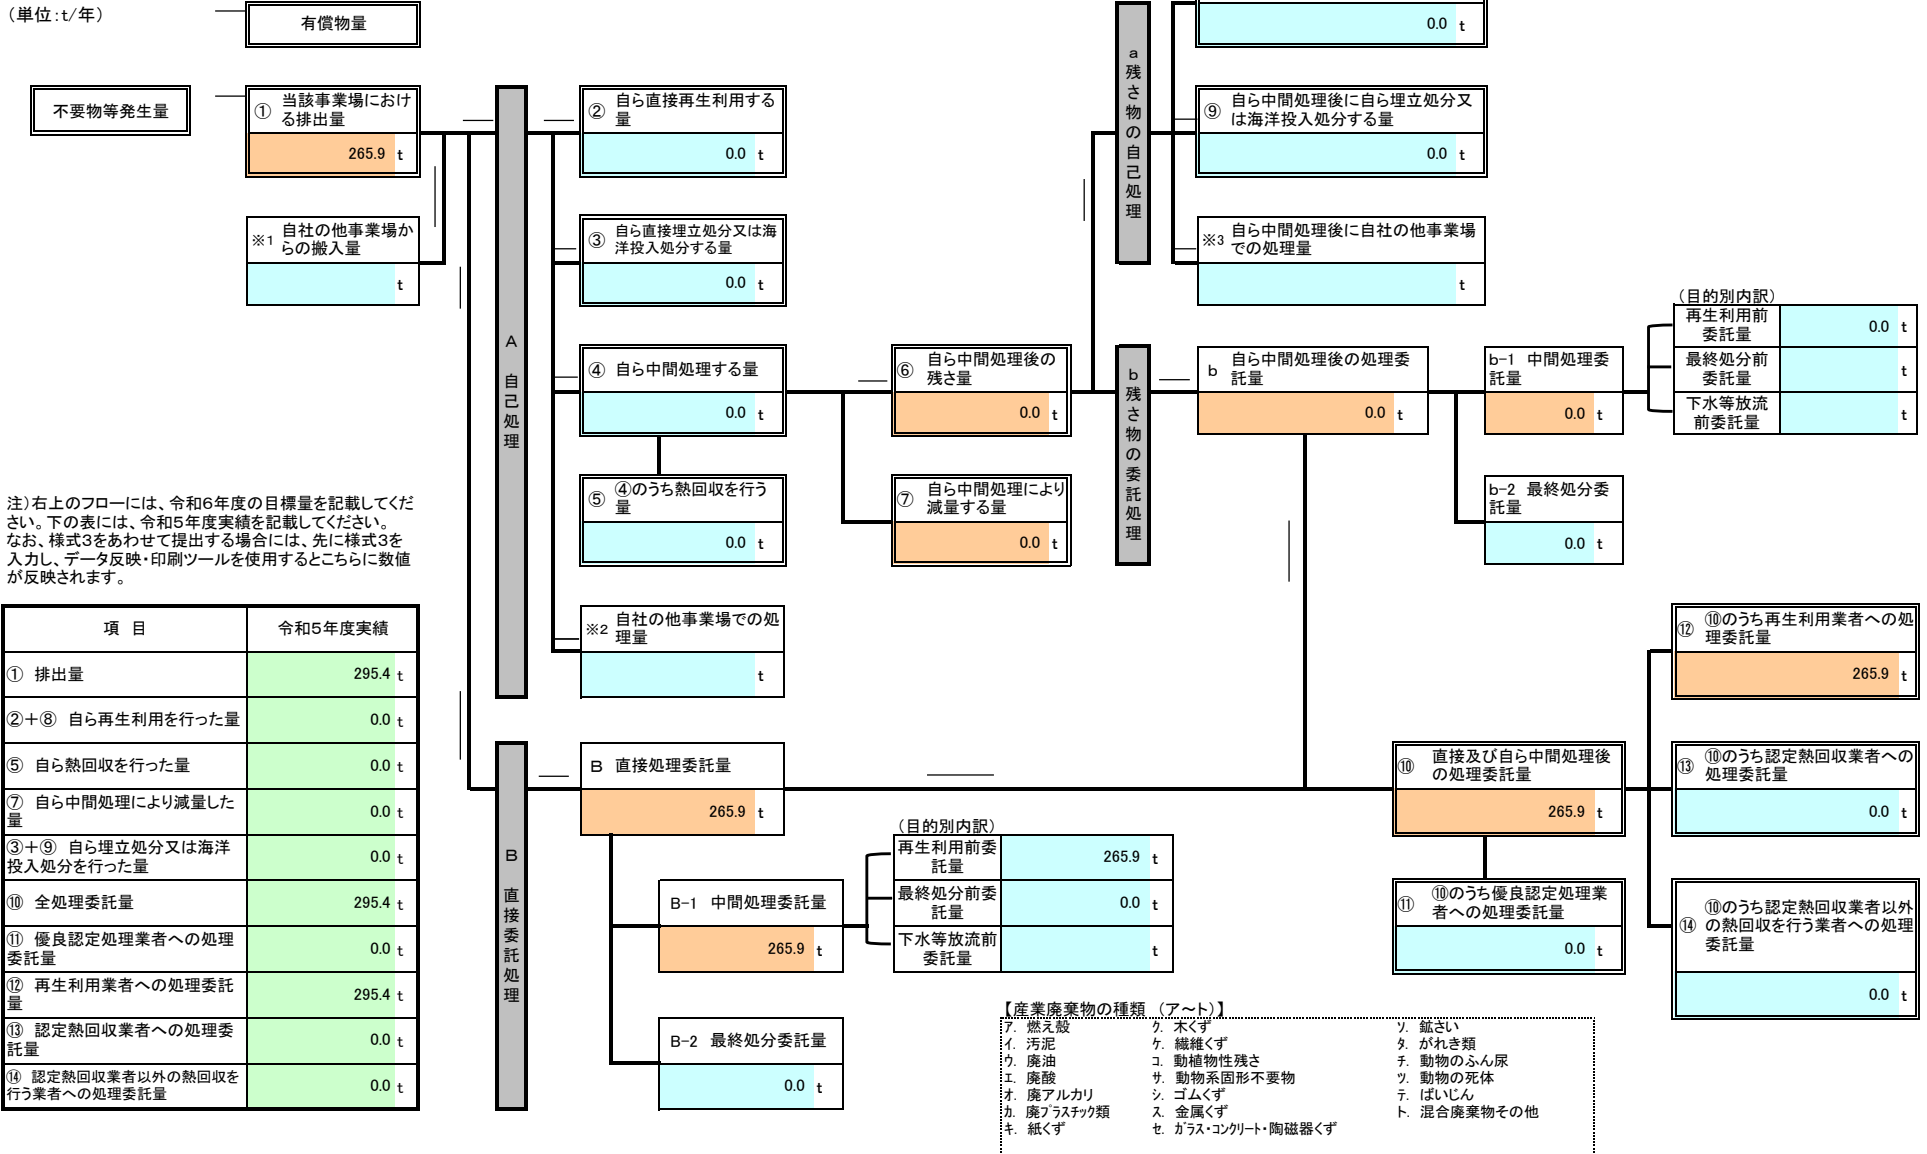 （単位：t/年）
有償物量
0.0 t
不要物等発生量
① 当該事業場におけ
る排出量
265.9 t
※1 自社の他事業場か
らの搬入量
t
A 自己処理
② 自ら直接再生利用する
量
0.0 t
③ 自ら直接埋立処分又は海
洋投入処分する量
0.0 t
④ 自ら中間処理する量
0.0 t
⑤ ④のうち熱回収を行う
量
0.0 t
※2 自社の他事業場での処
理量
t
⑥ 自ら中間処理後の
残さ量
0.0 t
⑦ 自ら中間処理により
減量する量
0.0 t
a残さ物の自己処理
⑨ 自ら中間処理後に自ら埋立処分又
は海洋投入処分する量
0.0 t
※3 自ら中間処理後に自社の他事業場
での処理量
t
b残さ物の委託処理
b 自ら中間処理後の処理委
託量
0.0 t
b-1 中間処理委
託量
0.0 t
b-2 最終処分委
託量
0.0 t
（目的別内訳）
再生利用前
委託量
0.0 t
最終処分前
委託量
t
下水等放流
前委託量
t
注）右上のフローには、令和6年度の目標量を記載してくだ
さい。下の表には、令和5年度実績を記載してください。
なお、様式3をあわせて提出する場合には、先に様式3を
入力し、データ反映・印刷ツールを使用するとこちらに数値
が反映されます。
項 目 令和5年度実績
① 排出量 295.4 t
②＋⑧ 自ら再生利用を行った量 0.0 t
⑤ 自ら熱回収を行った量 0.0 t
⑦ 自ら中間処理により減量した
量 0.0 t
③＋⑨ 自ら埋立処分又は海洋
投入処分を行った量 0.0 t
⑩ 全処理委託量 295.4 t
⑪ 優良認定処理業者への処理
委託量 0.0 t
⑫ 再生利用業者への処理委託
量 295.4 t
⑬ 認定熱回収業者への処理委
託量 0.0 t
⑭ 認定熱回収業者以外の熱回収を
行う業者への処理委託量 0.0 t
B 直接委託処理
B 直接処理委託量
265.9 t
B-1 中間処理委託量
265.9 t
B-2 最終処分委託量
0.0 t
（目的別内訳）
再生利用前委
託量
265.9 t
最終処分前委
託量
0.0 t
下水等放流前
委託量
t
⑩ 直接及び自ら中間処理後
の処理委託量
265.9 t
⑪ ⑩のうち優良認定処理業
者への処理委託量
0.0 t
⑫ ⑩のうち再生利用業者への処
理委託量
265.9 t
⑬ ⑩のうち認定熱回収業者への
処理委託量
0.0 t
⑭ ⑩のうち認定熱回収業者以外
の熱回収を行う業者への処理
委託量
0.0 t
【産業廃棄物の種類 （ア～ト）】
ア. 燃え殻
イ. 汚泥
ウ. 廃油
エ. 廃酸
オ. 廃アルカリ
カ. 廃プラスチック類
キ. 紙くず
ク. 木くず
ケ. 繊維くず
コ. 動植物性残さ
サ. 動物系固形不要物
シ. ゴムくず
ス. 金属くず
セ. ガラス・コンクリート・陶磁器くず
ソ. 鉱さい
タ. がれき類
チ. 動物のふん尿
ツ. 動物の死体
テ. ばいじん
ト. 混合廃棄物その他